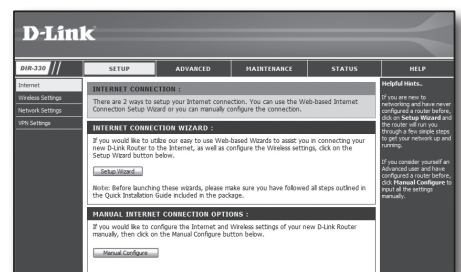 D-Link
DIR-330
SETUP
ADVANCED
MAINTENANCE
STATUS
HELP
Internet
Wireless Settings
Network Settings
VPN Settings
INTERNET CONNECTION :
There are 2 ways to setup your Internet connection. You can use the Web-based Internet
Connection Setup Wizard or you can manually configure the connection.
INTERNET CONNECTION WIZARD :
If you would like to utilize our easy to use Web-based Wizards to assist you in connecting your
new D-Link Router to the Internet, as well as configure the Wireless settings, click on the
Setup Wizard button below.
Setup Wizard
Note: Before launching these wizards, please make sure you have followed all steps outlined in
the Quick Installation Guide included in the package.
MANUAL INTERNET CONNECTION OPTIONS :
If you would like to configure the Internet and Wireless settings of your new D-Link Router
manually, then click on the Manual Configure button below.
Manual Configure
Helpful Hints..
If you are new to
networking and have never
configured a router before,
click on Setup Wizard and
the router will run you
through a few simple steps
to get your network up and
running.
If you consider yourself an
Advanced user and have
configured a router before,
click Manual Configure to
input all the settings
manually.